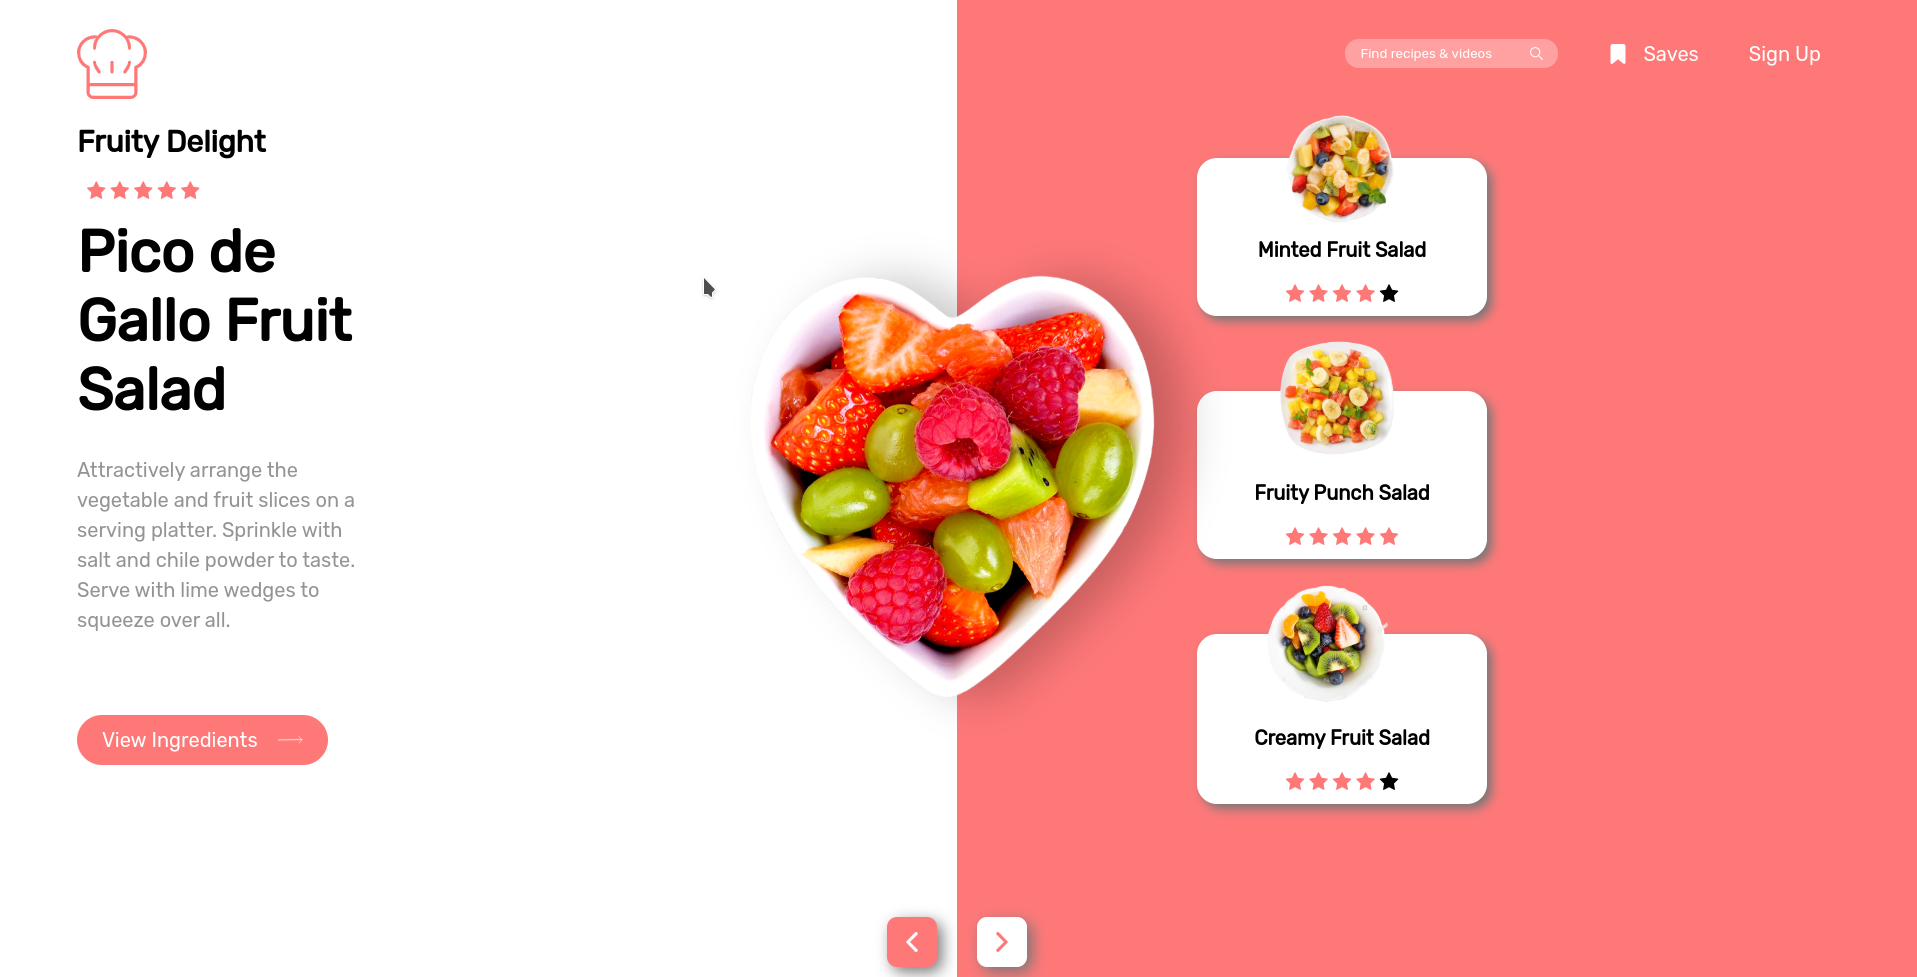 Find recipes & videos
Saves
Sign Up
Fruity Delight
Pico de
Gallo Fruit
Salad
Attractively arrange the
vegetable and fruit slices on a
serving platter. Sprinkle with
salt and chile powder to taste.
Serve with lime wedges to
squeeze over all.
View Ingredients
Minted Fruit Salad
Fruity Punch Salad
Creamy Fruit Salad